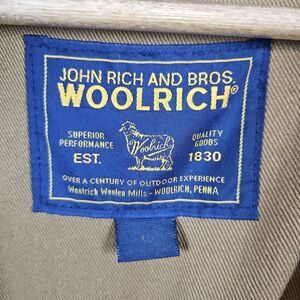 JOHN RICH AND BROS.
WOOLRICH®
SUPERIOR PERFORMANCE
QUALITY GOODS
Woolrich
EST. 1830
OVER A CENTURY OF OUTDOOR EXPERIENCE
Woolrich Woolen Mills - WOOLRICH, PENNA